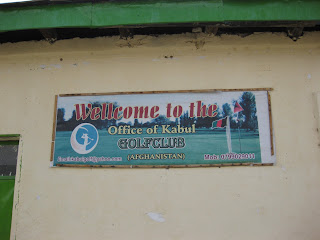 Wellcome to the
Office of Kabul
GOLFCLUB
(AFGHANISTAN)